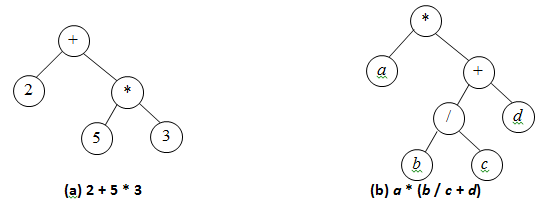 +
2
*
5
3
(a) 2 + 5 * 3
*
a
+
/
d
b
c
(b) a * (b / c + d)